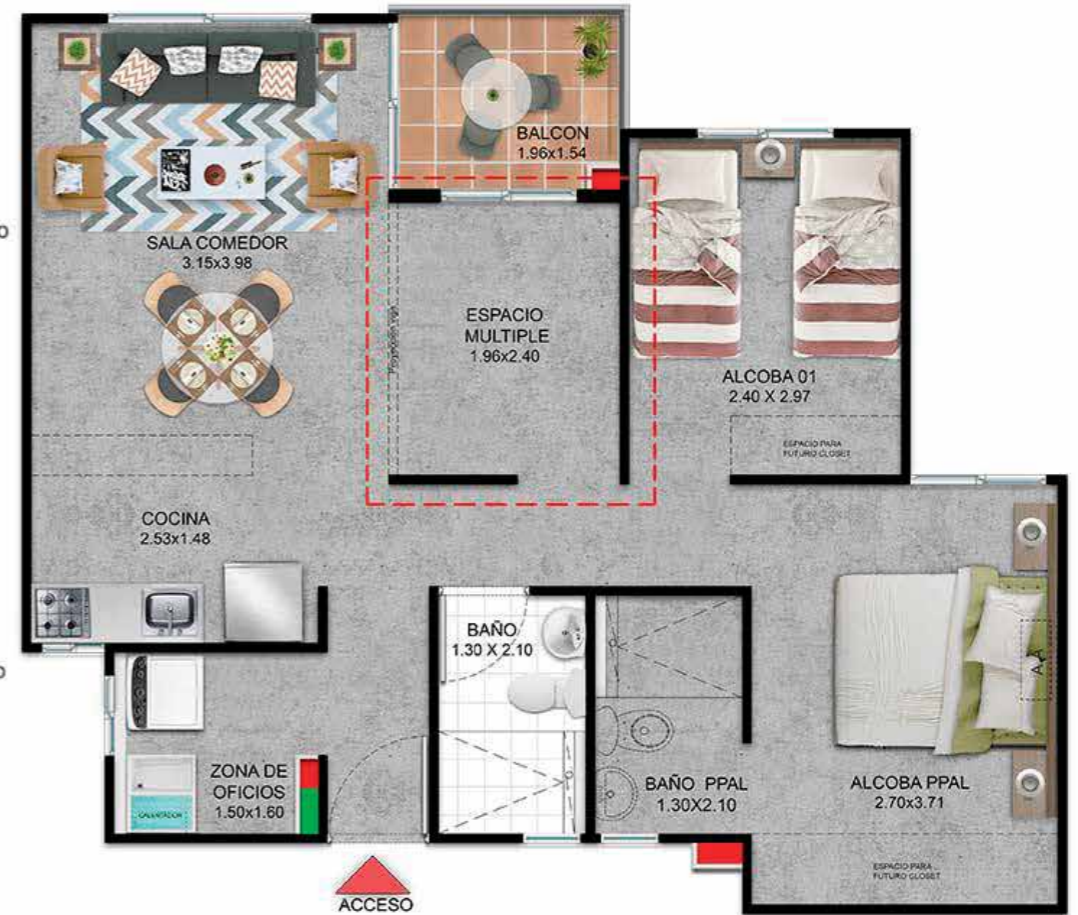 BALCON
1.96x1.54
SALA COMEDOR
3.15x3.98
ESPACIO
MULTIPLE
1.96x2.40
ALCOBA 01
2.40 X 2.97
ESPACIO PARA
FUTURO CLOSET
COCINA
2.53x1.48
BAÑO
1.30 X 2.10
ZONA DE
OFICIOS
1.50x1.60
CALENTADOR
BAÑO PPAL
1.30X2.10
ALCOBA PPAL
2.70x3.71
ESPACIO PARA
FUTURO CLOSET
ACCESO